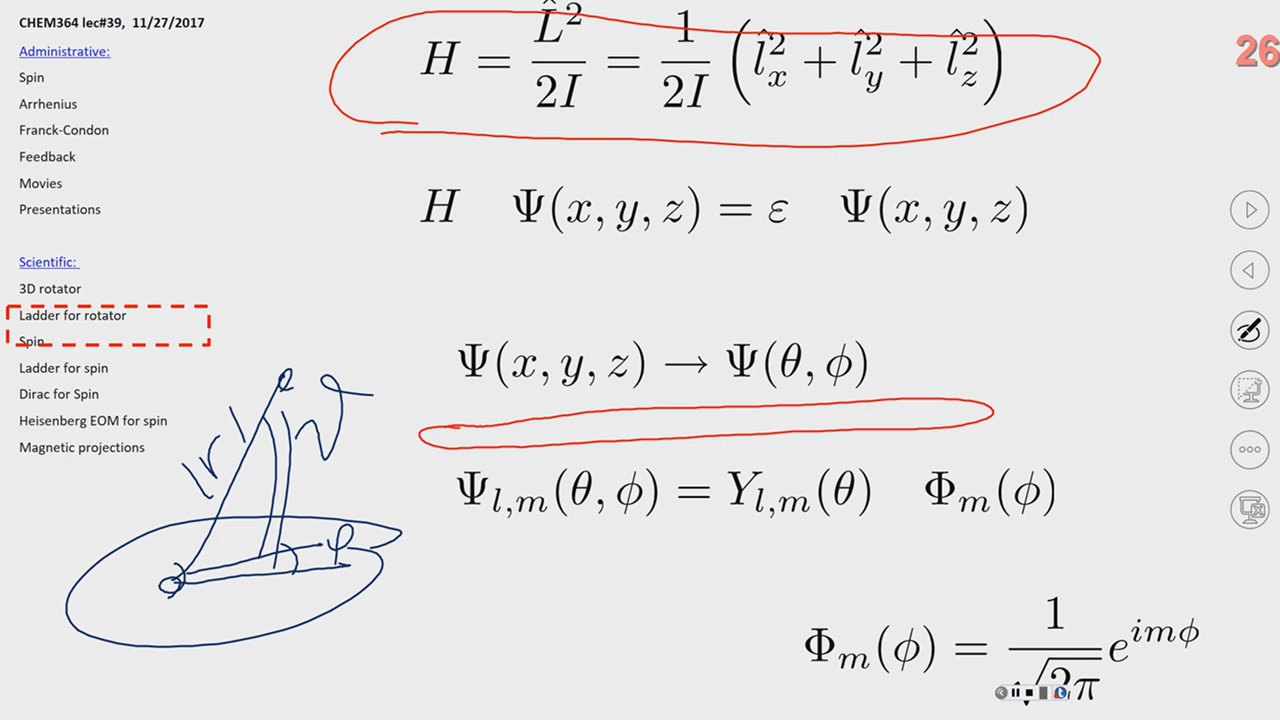 CHEM364 lec#39, 11/27/2017
Administrative:
Spin
Arrhenius
Franck-Condon
Feedback
Movies
Presentations
Scientific:
3D rotator
Ladder for rotator
Spin
Ladder for spin
Dirac for Spin
Heisenberg EOM for spin
Magnetic projections
26
H = L̂²/2I = 1/2I (l̂ₓ² + l̂ᵧ² + l̂_z²)
H Ψ(x, y, z) = ε Ψ(x, y, z)
Ψ(x, y, z) → Ψ(θ, ϕ)
Ψ_{l,m}(θ, ϕ) = Y_{l,m}(θ) Φ_m(ϕ)
Φ_m(ϕ) = 1/√2π e^{imϕ}
|r|
φ